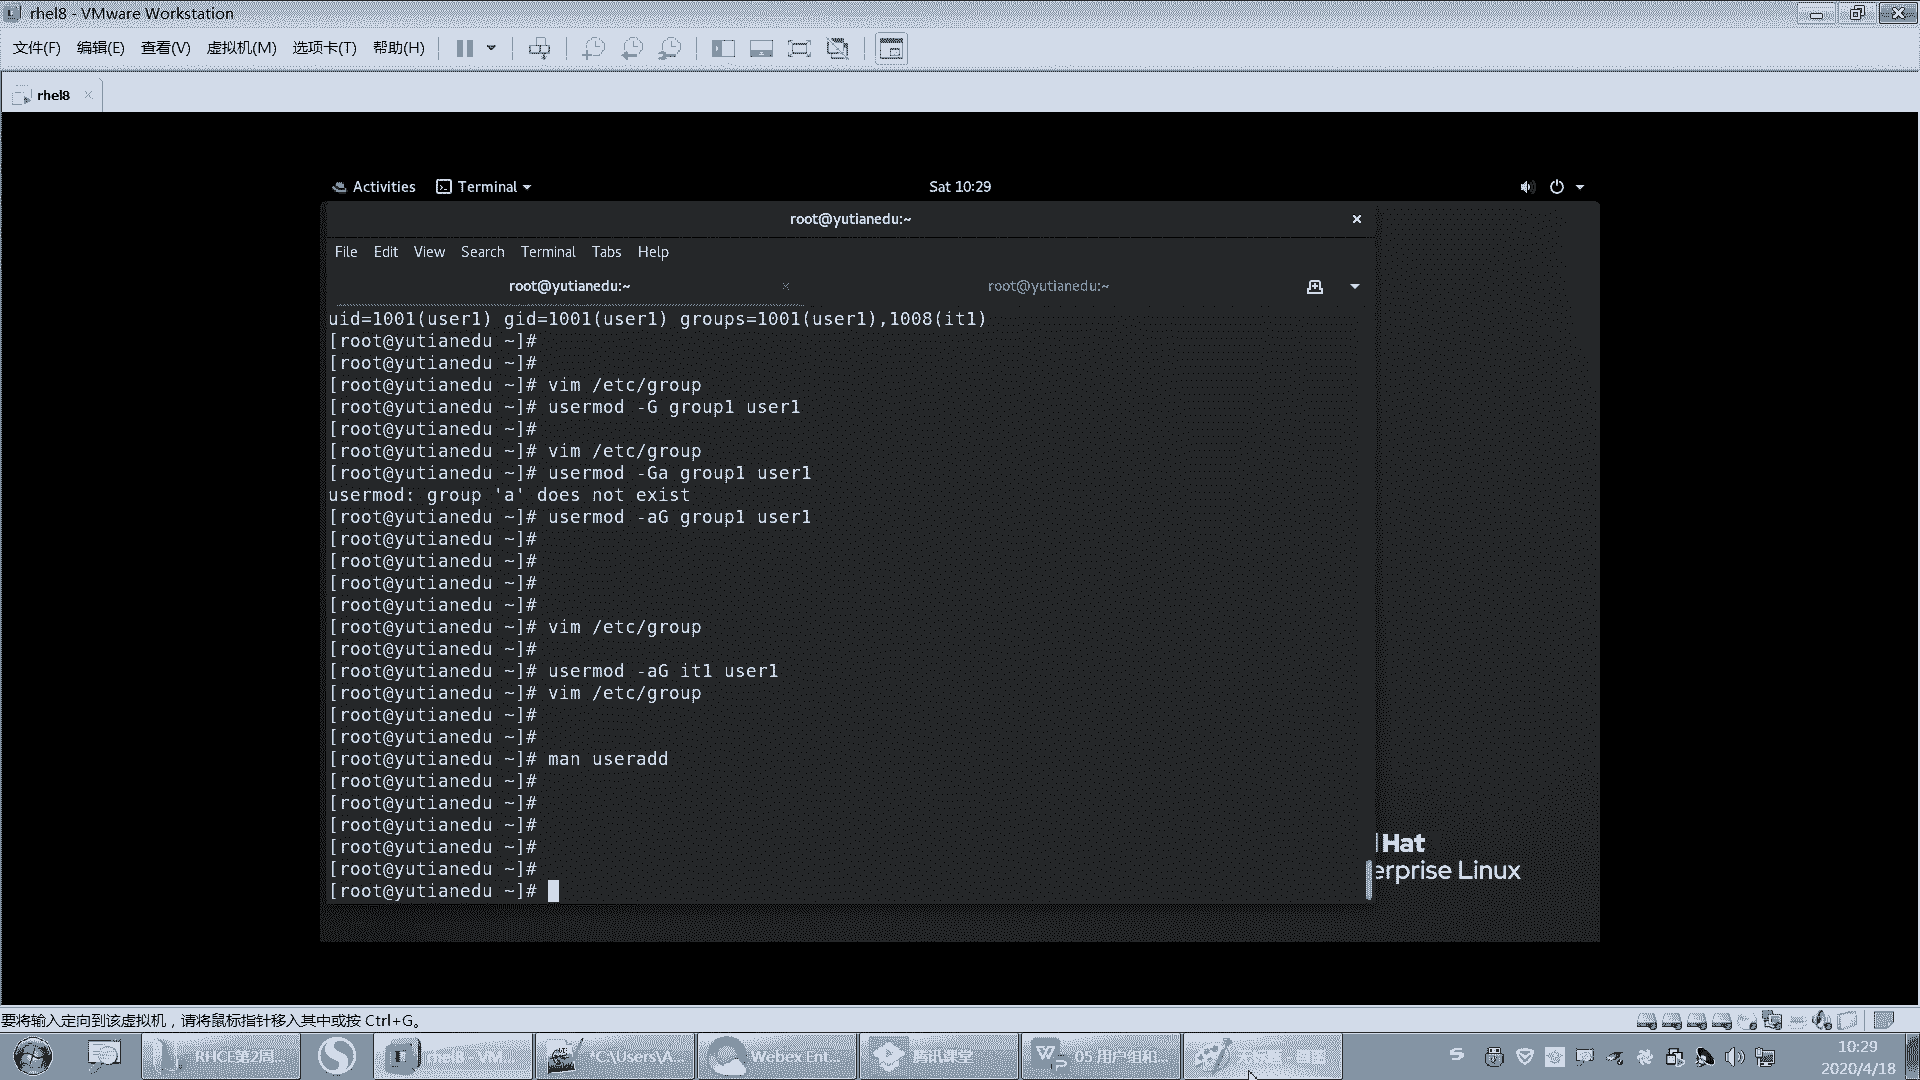 rhel8 - VMware Workstation
文件(F) 编辑(E) 查看(V) 虚拟机(M) 选项卡(T) 帮助(H)
rhel8
Activities Terminal Sat 10:29
root@yutianedu:~
File Edit View Search Terminal Tabs Help
root@yutianedu:~ root@yutianedu:~
uid=1001(user1) gid=1001(user1) groups=1001(user1),1008(it1)
[root@yutianedu ~]#
[root@yutianedu ~]#
[root@yutianedu ~]# vim /etc/group
[root@yutianedu ~]# usermod -G group1 user1
[root@yutianedu ~]#
[root@yutianedu ~]# vim /etc/group
[root@yutianedu ~]# usermod -Ga group1 user1
usermod: group 'a' does not exist
[root@yutianedu ~]# usermod -aG group1 user1
[root@yutianedu ~]#
[root@yutianedu ~]#
[root@yutianedu ~]#
[root@yutianedu ~]#
[root@yutianedu ~]# vim /etc/group
[root@yutianedu ~]#
[root@yutianedu ~]# usermod -aG it1 user1
[root@yutianedu ~]# vim /etc/group
[root@yutianedu ~]#
[root@yutianedu ~]#
[root@yutianedu ~]# man useradd
[root@yutianedu ~]#
[root@yutianedu ~]#
[root@yutianedu ~]#
[root@yutianedu ~]#
[root@yutianedu ~]#
[root@yutianedu ~]#
Hat
erprise Linux
要将输入定向到该虚拟机，请将鼠标指针移入其中或按 Ctrl+G。
RHCE第2周... rhel8 - VM... *C:\Users\A... Webex Ent... 腾讯课堂 05 用户组和...
10:29
2020/4/18